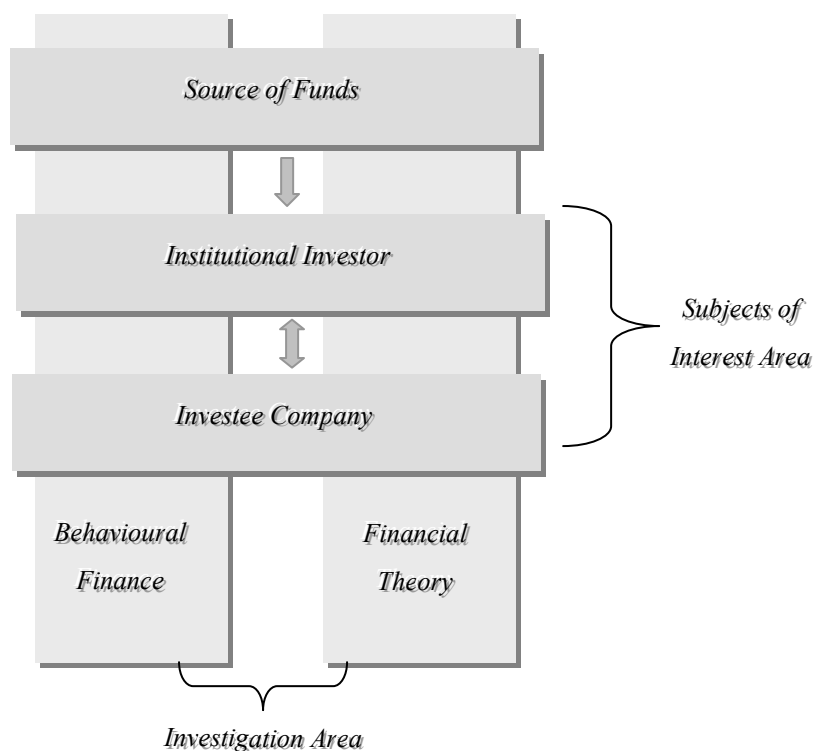 Source of Funds
Institutional Investor
Subjects of
Interest Area
Investee Company
Behavioural
Finance
Financial
Theory
Investigation Area